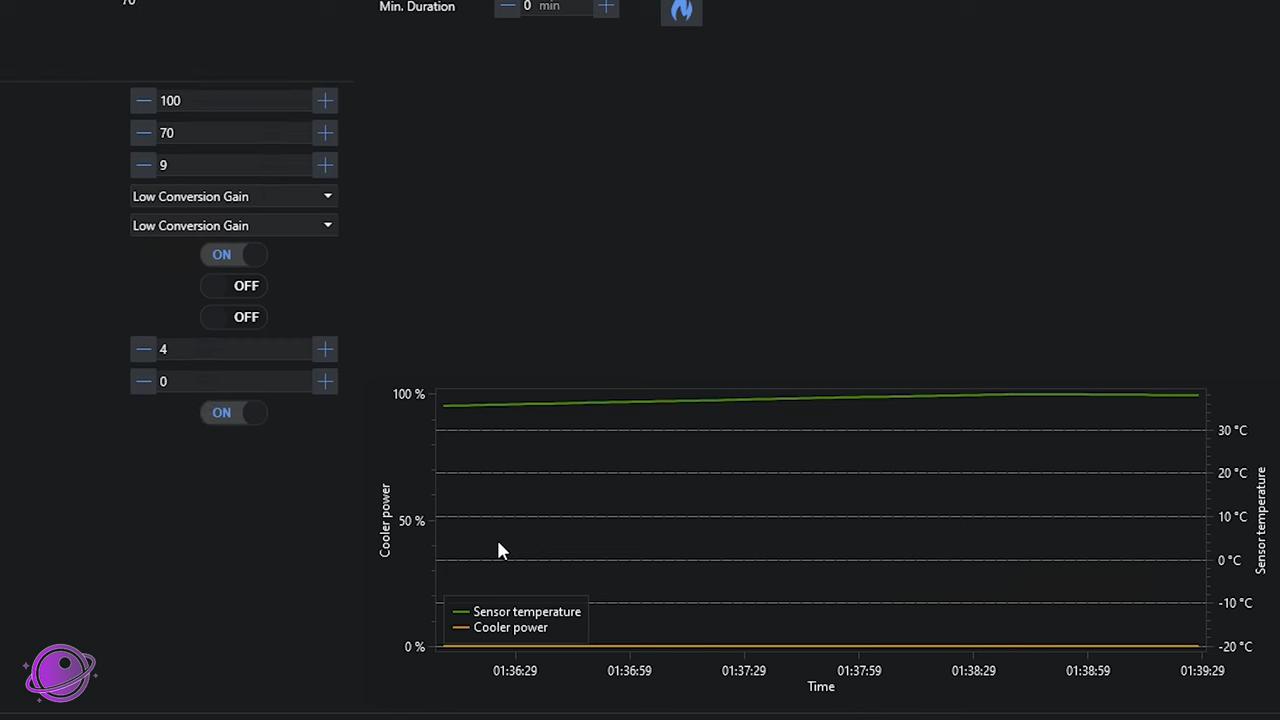 70
Min. Duration
0 min
100
70
9
Low Conversion Gain
Low Conversion Gain
ON
OFF
OFF
4
0
ON
100 %
50 %
0 %
Cooler power
30 °C
20 °C
10 °C
0 °C
-10 °C
-20 °C
Sensor temperature
Sensor temperature
Cooler power
01:36:29
01:36:59
01:37:29
01:37:59
01:38:29
01:38:59
01:39:29
Time